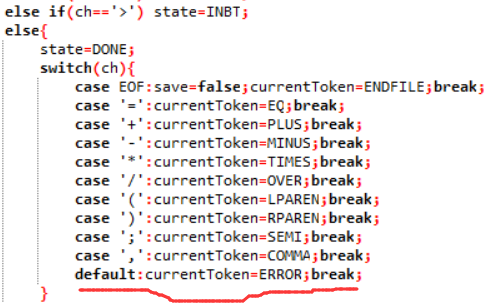 else if(ch=='>') state=INBT;
else{
state=DONE;
switch(ch){
case EOF:save=false;currentToken=ENDFILE;break;
case '=':currentToken=EQ;break;
case '+':currentToken=PLUS;break;
case '-':currentToken=MINUS;break;
case '*':currentToken=TIMES;break;
case '/':currentToken=OVER;break;
case '(':currentToken=LPAREN;break;
case ')':currentToken=RPAREN;break;
case ';':currentToken=SEMI;break;
case ',':currentToken=COMMA;break;
default:currentToken=ERROR;break;
}